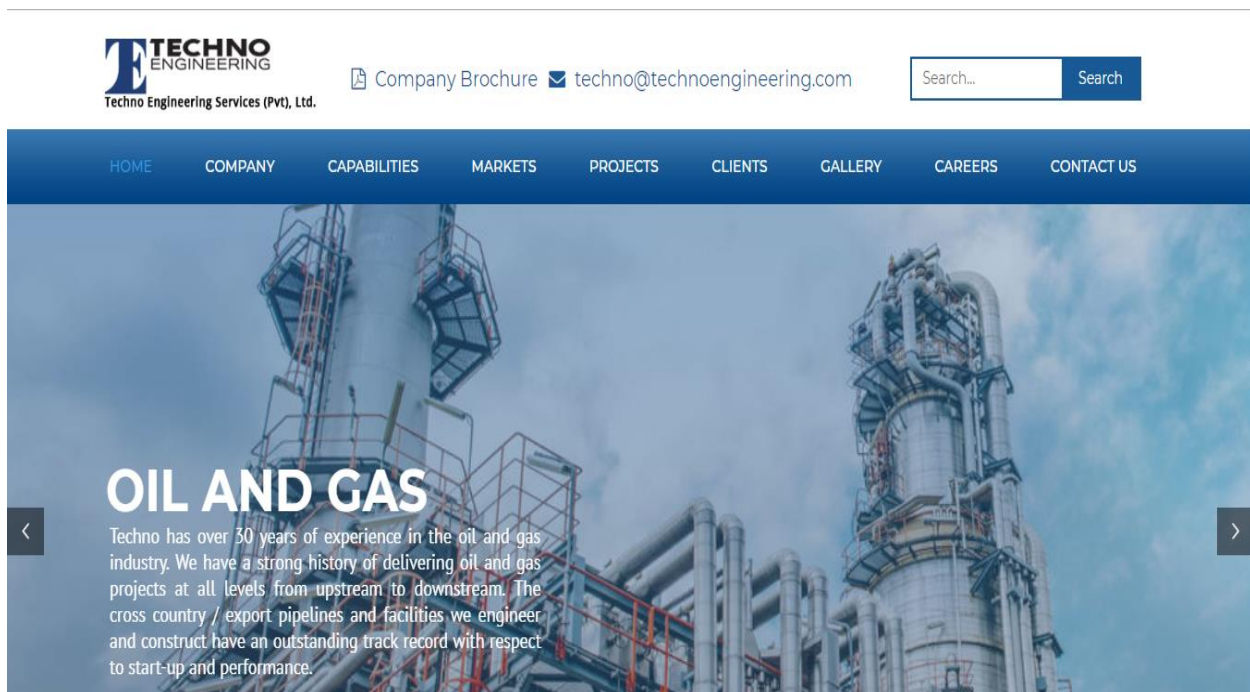 TECHNO
ENGINEERING
Techno Engineering Services (Pvt), Ltd.
Company Brochure techno@technoengineering.com
Search... Search
HOME COMPANY CAPABILITIES MARKETS PROJECTS CLIENTS GALLERY CAREERS CONTACT US
OIL AND GAS
Techno has over 30 years of experience in the oil and gas
industry. We have a strong history of delivering oil and gas
projects at all levels from upstream to downstream. The
cross country / export pipelines and facilities we engineer
and construct have an outstanding track record with respect
to start-up and performance.